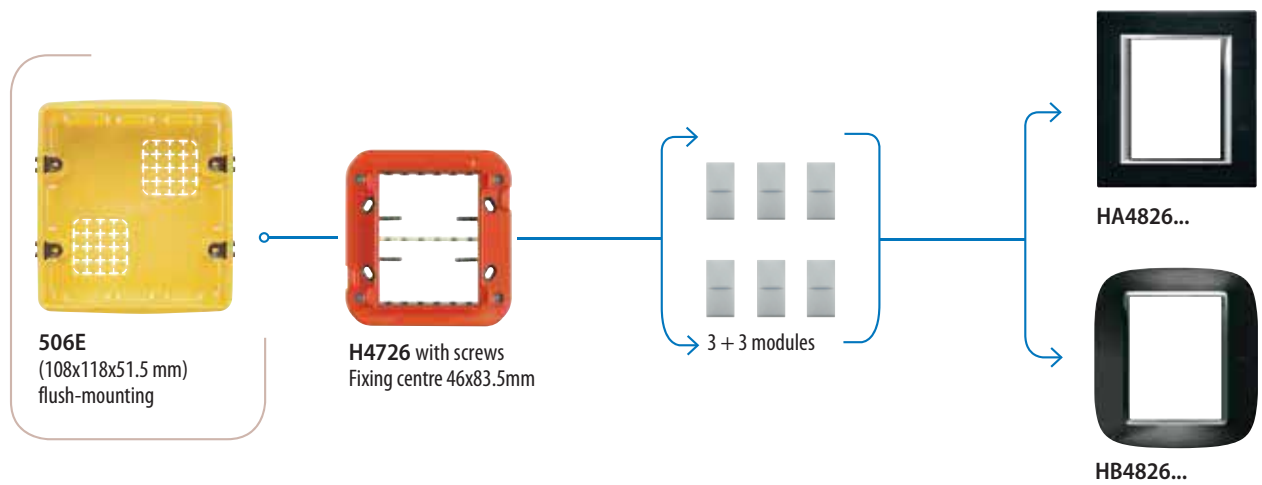 506E
(108x118x51.5 mm)
flush-mounting
H4726 with screws
Fixing centre 46x83.5mm
3 + 3 modules
HA4826...
HB4826...